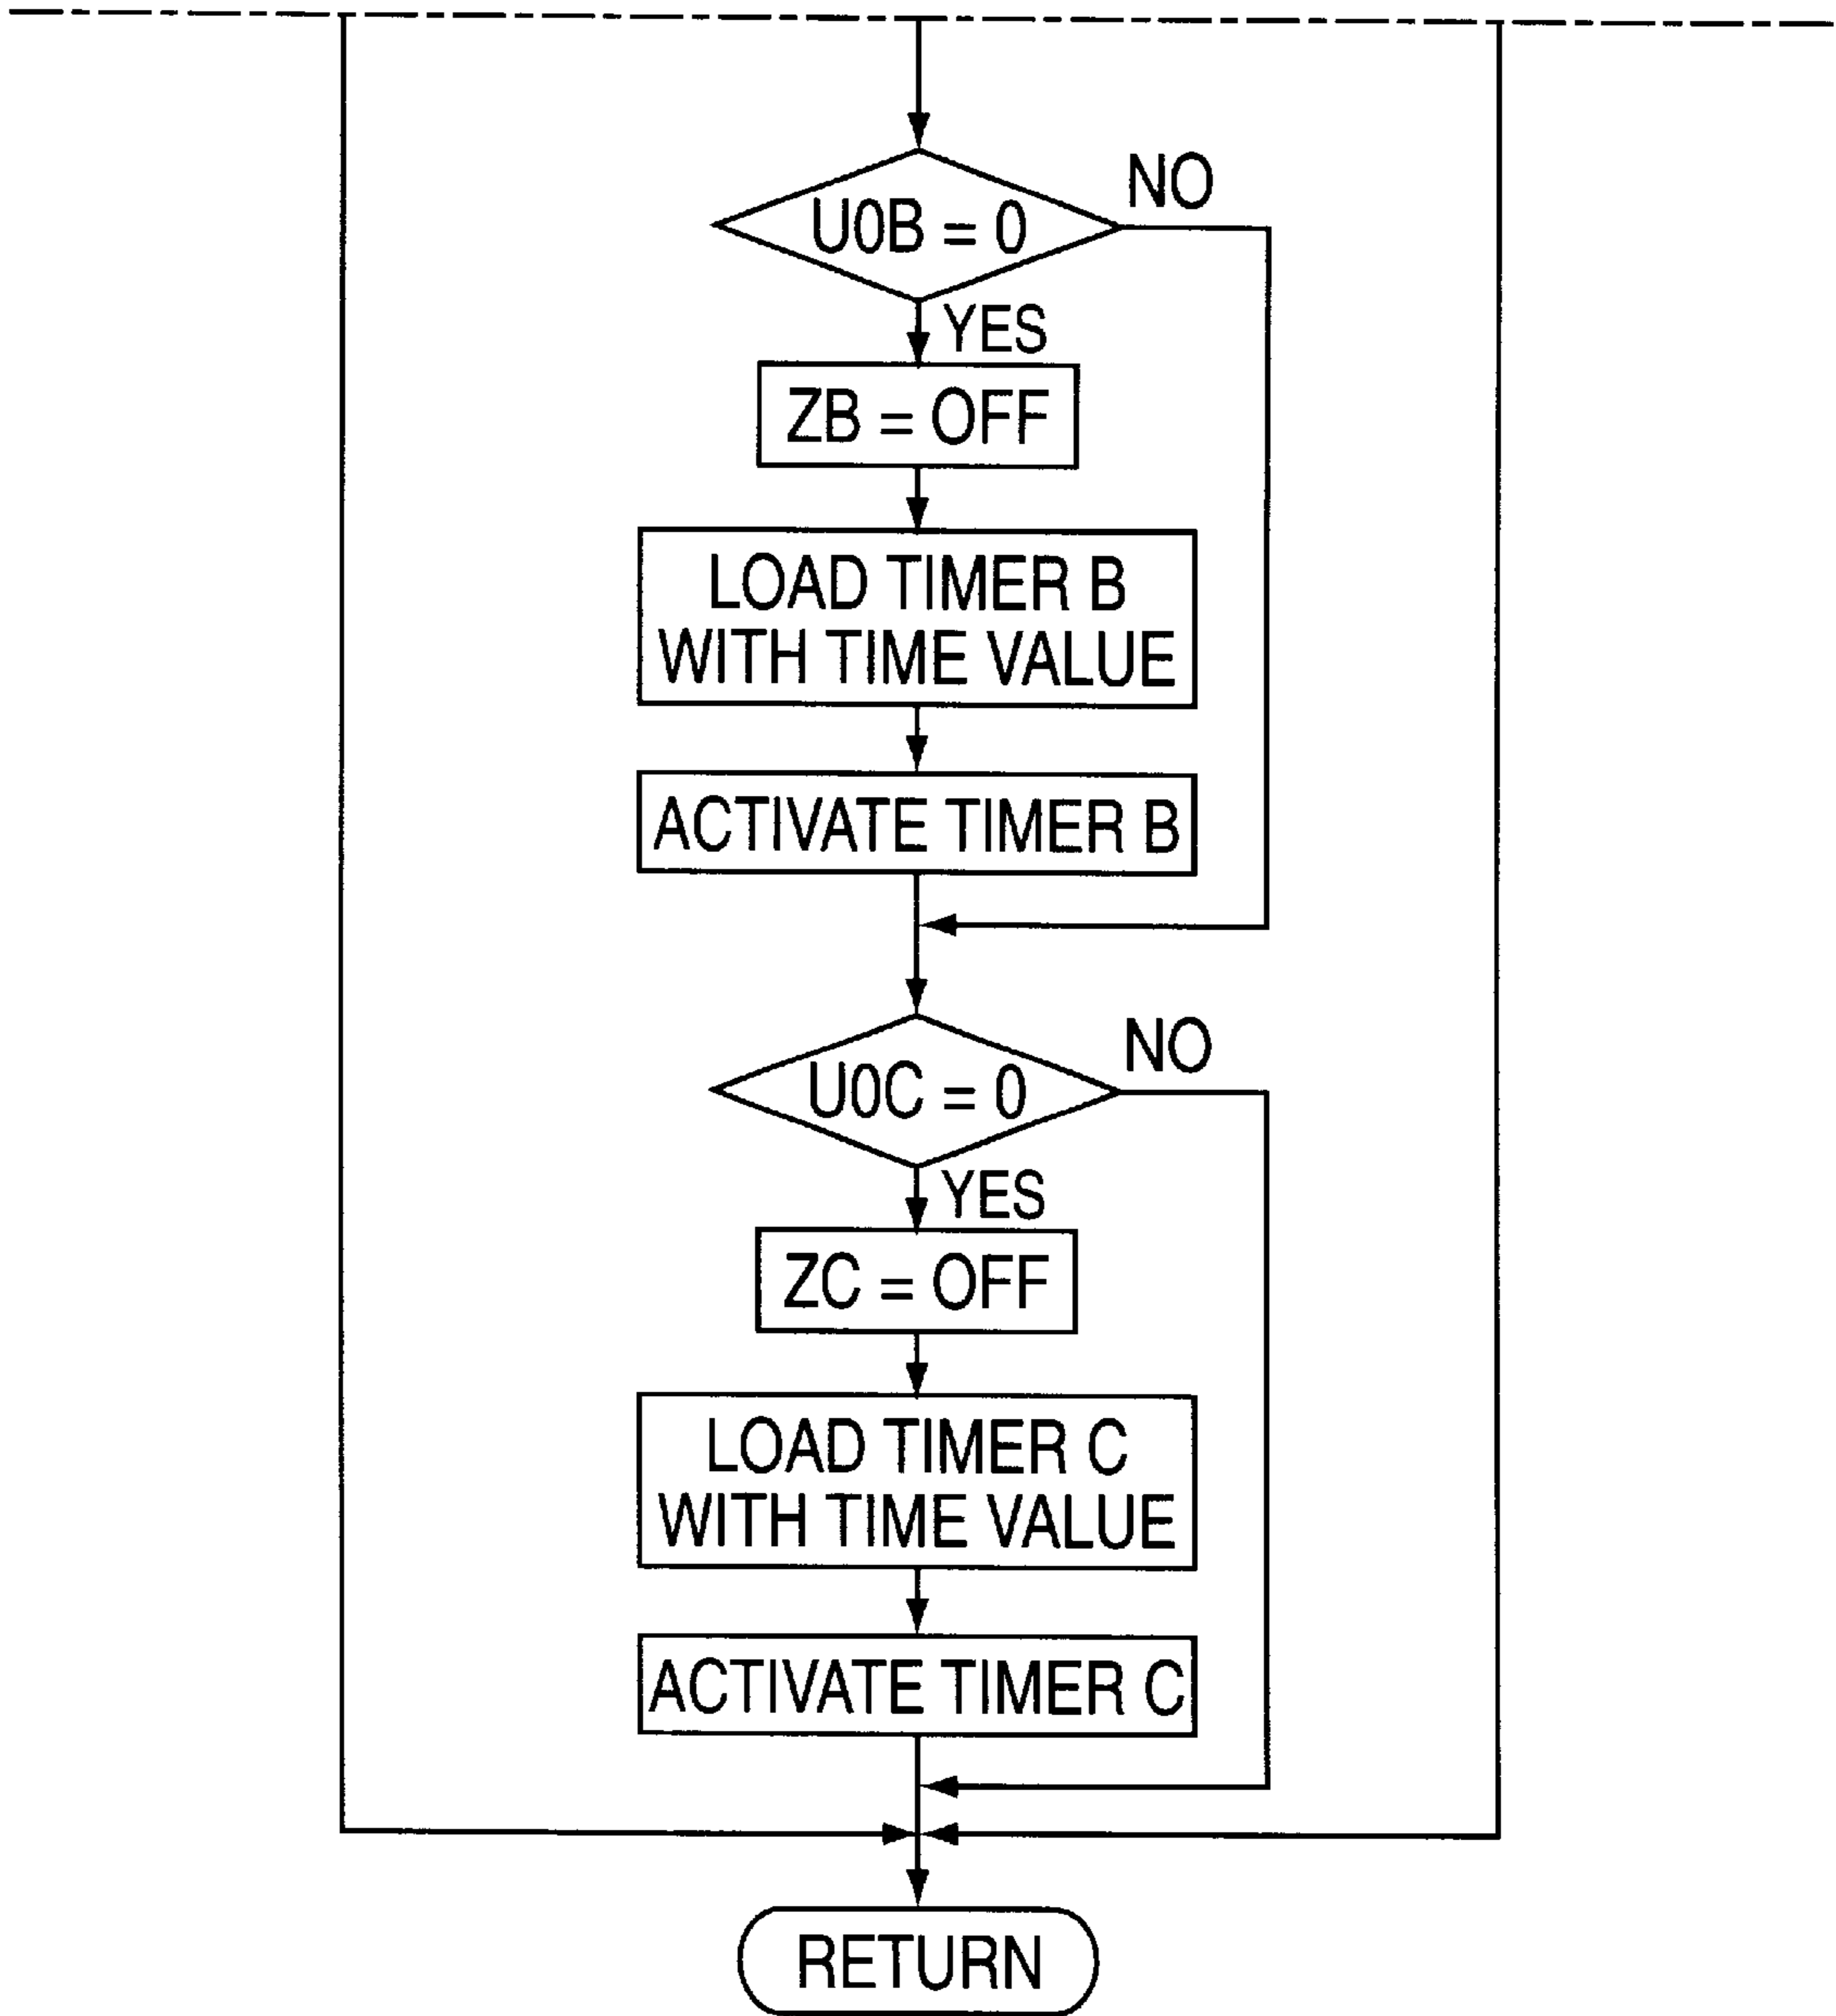 U0B = 0
NO
YES
ZB = OFF
LOAD TIMER B
WITH TIME VALUE
ACTIVATE TIMER B
U0C = 0
NO
YES
ZC = OFF
LOAD TIMER C
WITH TIME VALUE
ACTIVATE TIMER C
RETURN